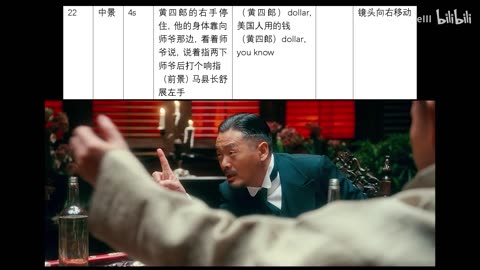 22
中景
4s
黄四郎的右手停
住，他的身体靠向
师爷那边，看着师
爷说，说着指两下
师爷后打个响指
（前景）马县长舒
展左手
（黄四郎）dollar,
美国人用的钱
（黄四郎）dollar,
you know
镜头向右移动
bilibili